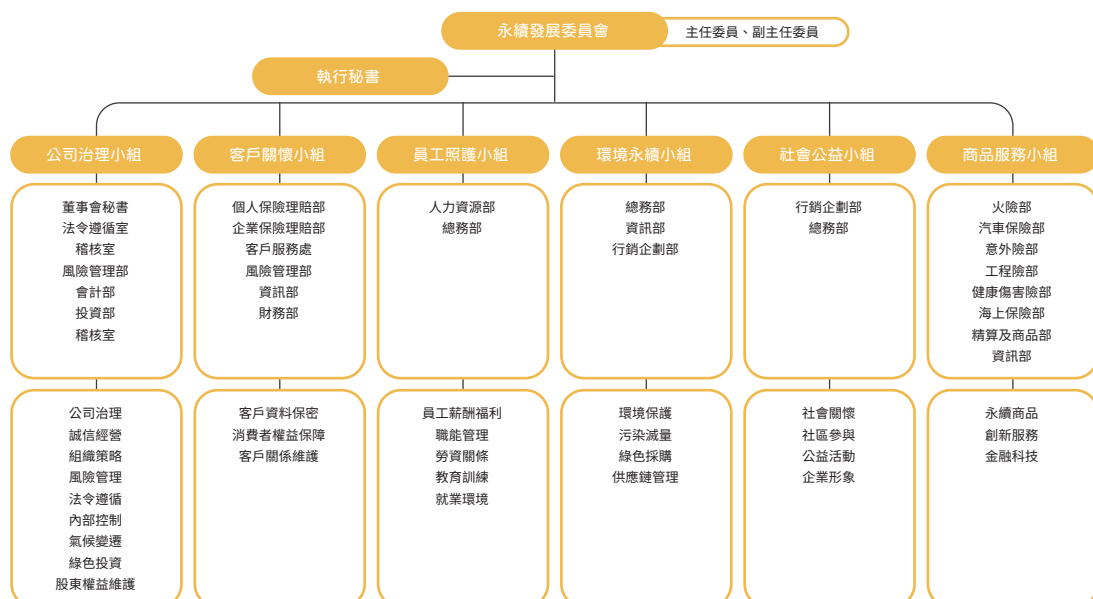 永續發展委員會
主任委員、副主任委員
執行秘書
公司治理小組
董事會秘書
法令遵循室
稽核室
風險管理部
會計部
投資部
稽核室
公司治理
誠信經營
組織策略
風險管理
法令遵循
內部控制
氣候變遷
綠色投資
股東權益維護
客戶關懷小組
個人保險理賠部
企業保險理賠部
客戶服務處
風險管理部
資訊部
財務部
客戶資料保密
消費者權益保障
客戶關係維護
員工照護小組
人力資源部
總務部
員工薪酬福利
職能管理
勞資關條
教育訓練
就業環境
環境永續小組
總務部
資訊部
行銷企劃部
環境保護
污染減量
綠色採購
供應鏈管理
社會公益小組
行銷企劃部
總務部
社會關懷
社區參與
公益活動
企業形象
商品服務小組
火險部
汽車保險部
意外險部
工程險部
健康傷害險部
海上保險部
精算及商品部
資訊部
永續商品
創新服務
金融科技